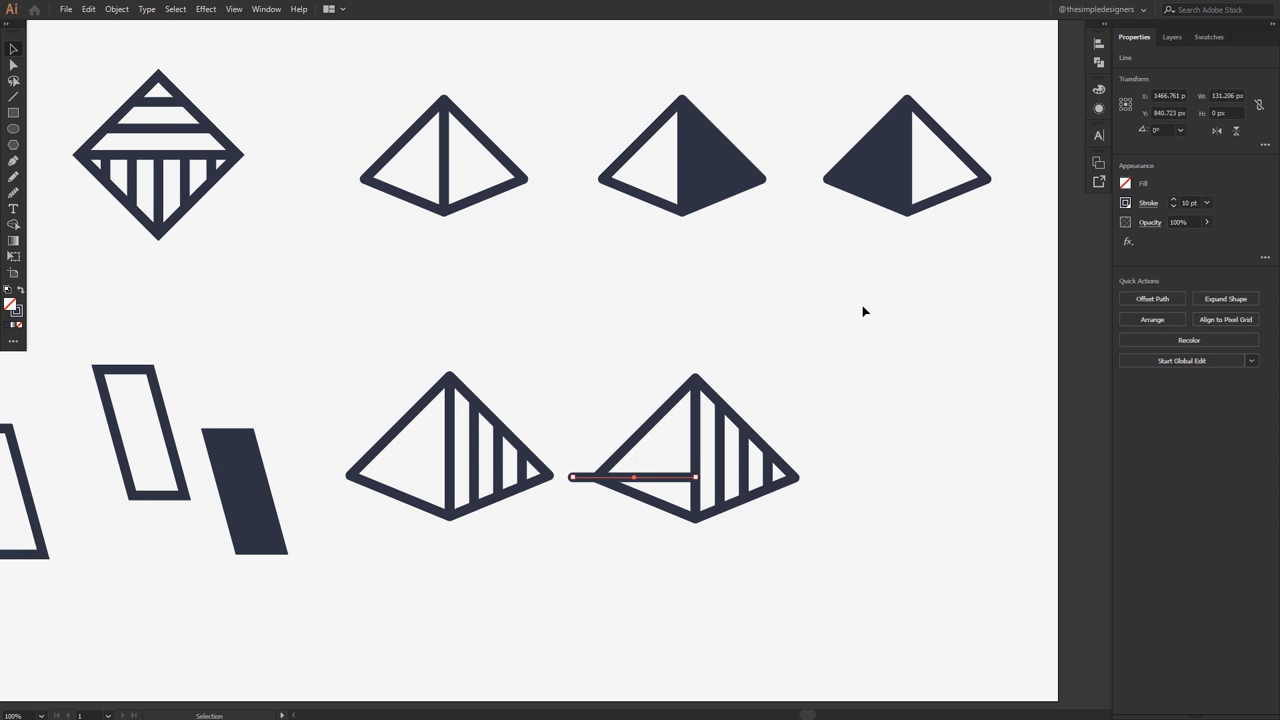 Ai File Edit Object Type Select Effect View Window Help @thesimpledesigners Search Adobe Stock
Properties Layers Swatches
Line
Transform
X: 1466.761 p W: 131.206 px
Y: 840.723 px H: 0 px
0°
Appearance
Fill
Stroke 10 pt
Opacity 100%
fx.
Quick Actions
Offset Path Expand Shape
Arrange Align to Pixel Grid
Recolor
Start Global Edit
100% 1 Selection